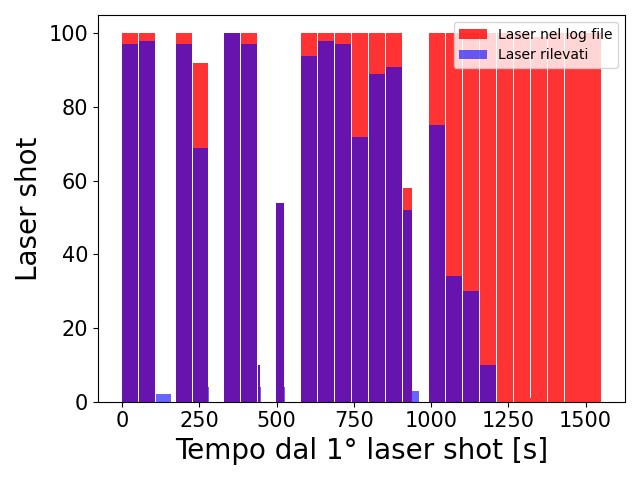 Laser nel log file
Laser rilevati
100
80
60
40
20
0
Laser shot
0 250 500 750 1000 1250 1500
Tempo dal 1° laser shot [s]